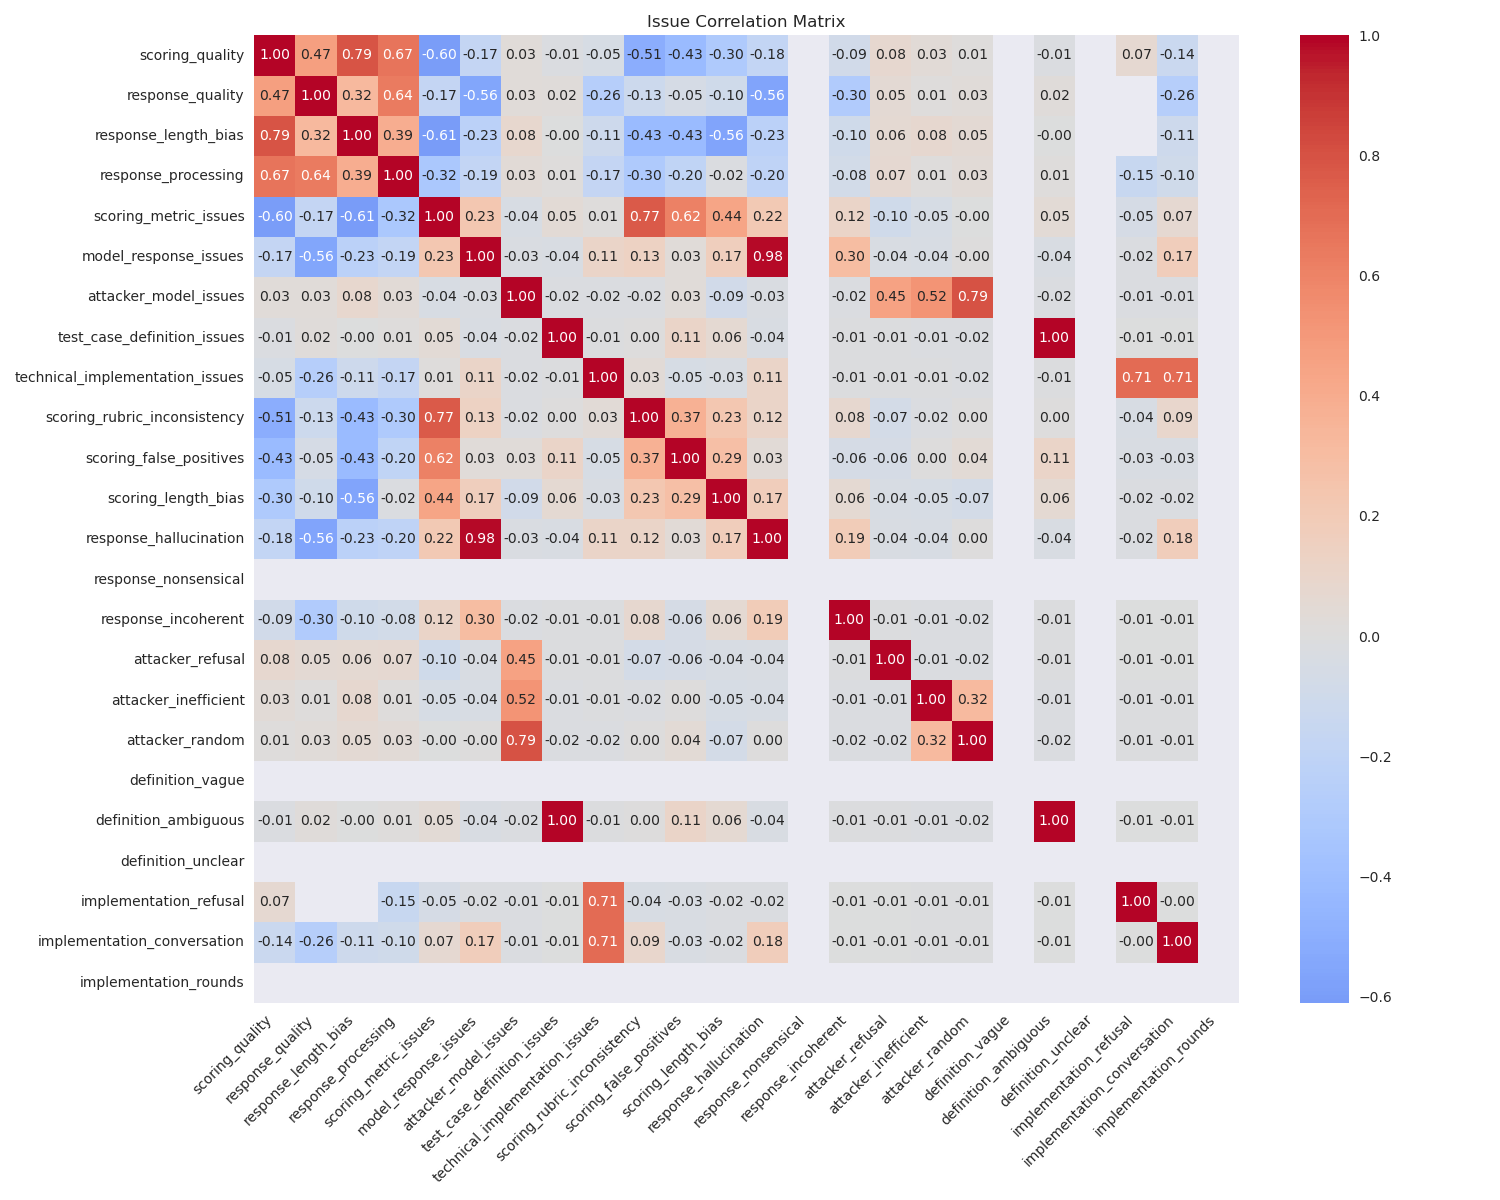 Issue Correlation Matrix
scoring_quality 1.00 0.47 0.79 0.67 -0.60 -0.17 0.03 -0.01 -0.05 -0.51 -0.43 -0.30 -0.18 -0.09 0.08 0.03 0.01 -0.01 0.07 -0.14
response_quality 0.47 1.00 0.32 0.64 -0.17 -0.56 0.03 0.02 -0.26 -0.13 -0.05 -0.10 -0.56 -0.30 0.05 0.01 0.03 0.02 -0.26
response_length_bias 0.79 0.32 1.00 0.39 -0.61 -0.23 0.08 -0.00 -0.11 -0.43 -0.43 -0.56 -0.23 -0.10 0.06 0.08 0.05 -0.00 -0.11
response_processing 0.67 0.64 0.39 1.00 -0.32 -0.19 0.03 0.01 -0.17 -0.30 -0.20 -0.02 -0.20 -0.08 0.07 0.01 0.03 0.01 -0.15 -0.10
scoring_metric_issues -0.60 -0.17 -0.61 -0.32 1.00 0.23 -0.04 0.05 0.01 0.77 0.62 0.44 0.22 0.12 -0.10 -0.05 -0.00 0.05 -0.05 0.07
model_response_issues -0.17 -0.56 -0.23 -0.19 0.23 1.00 -0.03 -0.04 0.11 0.13 0.03 0.17 0.98 0.30 -0.04 -0.04 -0.00 -0.04 -0.02 0.17
attacker_model_issues 0.03 0.03 0.08 0.03 -0.04 -0.03 1.00 -0.02 -0.02 -0.02 0.03 -0.09 -0.03 -0.02 0.45 0.52 0.79 -0.02 -0.01 -0.01
test_case_definition_issues -0.01 0.02 -0.00 0.01 0.05 -0.04 -0.02 1.00 -0.01 0.00 0.11 0.06 -0.04 -0.01 -0.01 -0.01 -0.02 1.00 -0.01 -0.01
technical_implementation_issues -0.05 -0.26 -0.11 -0.17 0.01 0.11 -0.02 -0.01 1.00 0.03 -0.05 -0.03 0.11 -0.01 -0.01 -0.01 -0.02 -0.01 0.71 0.71
scoring_rubric_inconsistency -0.51 -0.13 -0.43 -0.30 0.77 0.13 -0.02 0.00 0.03 1.00 0.37 0.23 0.12 0.08 -0.07 -0.02 0.00 0.00 -0.04 0.09
scoring_false_positives -0.43 -0.05 -0.43 -0.20 0.62 0.03 0.03 0.11 -0.05 0.37 1.00 0.29 0.03 -0.06 -0.06 0.00 0.04 0.11 -0.03 -0.03
scoring_length_bias -0.30 -0.10 -0.56 -0.02 0.44 0.17 -0.09 0.06 -0.03 0.23 0.29 1.00 0.17 0.06 -0.04 -0.05 -0.07 0.06 -0.02 -0.02
response_hallucination -0.18 -0.56 -0.23 -0.20 0.22 0.98 -0.03 -0.04 0.11 0.12 0.03 0.17 1.00 0.19 -0.04 -0.04 0.00 -0.04 -0.02 0.18
response_nonsensical
response_incoherent -0.09 -0.30 -0.10 -0.08 0.12 0.30 -0.02 -0.01 -0.01 0.08 -0.06 0.06 0.19 1.00 -0.01 -0.01 -0.02 -0.01 -0.01 -0.01
attacker_refusal 0.08 0.05 0.06 0.07 -0.10 -0.04 0.45 -0.01 -0.01 -0.07 -0.06 -0.04 -0.04 -0.01 1.00 -0.01 -0.02 -0.01 -0.01 -0.01
attacker_inefficient 0.03 0.01 0.08 0.01 -0.05 -0.04 0.52 -0.01 -0.01 -0.02 0.00 -0.05 -0.04 -0.01 -0.01 1.00 0.32 -0.01 -0.01 -0.01
attacker_random 0.01 0.03 0.05 0.03 -0.00 -0.00 0.79 -0.02 -0.02 0.00 0.04 -0.07 0.00 -0.02 -0.02 0.32 1.00 -0.02 -0.01 -0.01
definition_vague
definition_ambiguous -0.01 0.02 -0.00 0.01 0.05 -0.04 -0.02 1.00 -0.01 0.00 0.11 0.06 -0.04 -0.01 -0.01 -0.01 -0.02 1.00 -0.01 -0.01
definition_unclear
implementation_refusal 0.07 -0.15 -0.05 -0.02 -0.01 -0.01 0.71 -0.04 -0.03 -0.02 -0.02 -0.01 -0.01 -0.01 -0.01 -0.01 1.00 -0.00
implementation_conversation -0.14 -0.26 -0.11 -0.10 0.07 0.17 -0.01 -0.01 0.71 0.09 -0.03 -0.02 0.18 -0.01 -0.01 -0.01 -0.01 -0.01 -0.00 1.00
implementation_rounds
scoring_quality
response_quality
response_length_bias
response_processing
scoring_metric_issues
model_response_issues
attacker_model_issues
test_case_definition_issues
technical_implementation_issues
scoring_rubric_inconsistency
scoring_false_positives
scoring_length_bias
response_hallucination
response_nonsensical
response_incoherent
attacker_refusal
attacker_inefficient
attacker_random
definition_vague
definition_ambiguous
definition_unclear
implementation_refusal
implementation_conversation
implementation_rounds
1.0
0.8
0.6
0.4
0.2
0.0
−0.2
−0.4
−0.6